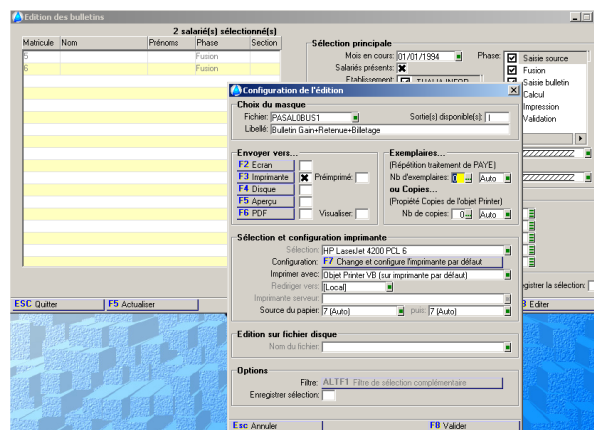 Edition des bulletins
2 salarié(s) sélectionné(s)
Matricule Nom Prénoms Phase Section
5 Fusion
6 Fusion
Sélection principale
Mois en cours: 01/01/1994 Phase: Saisie source
Salariés présents: Fusion
Etablissement: THALIA INFOR Saisie bulletin
Calcul
Impression
Validation
Configuration de l'édition
Choix du masque
Fichier: PASAL0BUS1 Sortie(s) disponible(s): I
Libellé: Bulletin Gain+Retenue+Billetage
Envoyer vers... Exemplaires...
F2 Ecran (Répétition traitement de PAYE)
F3 Imprimante Préimprimé: Nb d'exemplaires: 0 ... Auto
F4 Disque ou Copies...
F5 Aperçu (Propriété Copies de l'objet Printer)
F6 PDF Visualiser: Nb de copies: 0 ... Auto
Sélection et configuration imprimante
Sélection: HP LaserJet 4200 PCL 6
Configuration: F7 Change et configure l'imprimante par défaut
Imprimer avec: Objet Printer VB (sur imprimante par défaut)
Rediriger vers: [Local]
Imprimante serveur:
Source du papier: 7 (Auto) puis: 7 (Auto)
Edition sur fichier disque
Nom du fichier:
Options
Filtre: ALTF1 Filtre de sélection complémentaire
Enregistrer sélection:
Esc Annuler F8 Valider
egistrer la sélection:
ESC Quitter F5 Actualiser 8 Editer